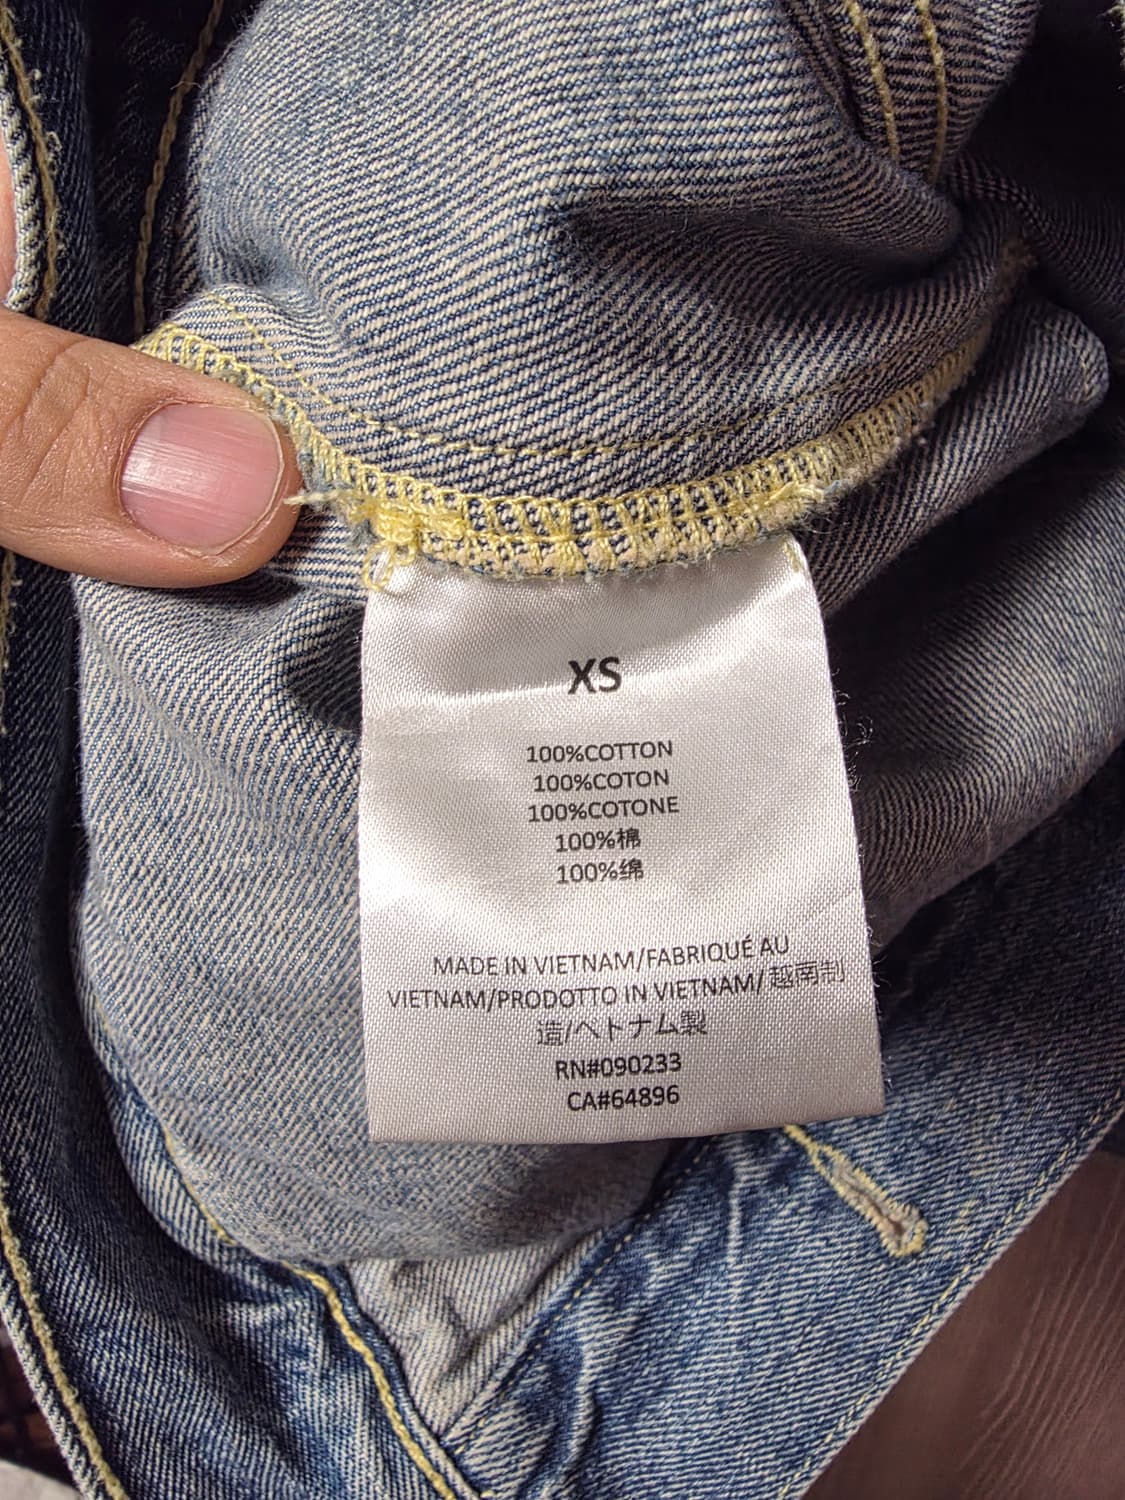 XS
100%COTTON
100%COTON
100%COTONE
100%棉
100%绵
MADE IN VIETNAM/FABRIQUÉ AU
VIETNAM/PRODOTTO IN VIETNAM/ 越南制
造/ベトナム製
RN#090233
CA#64896